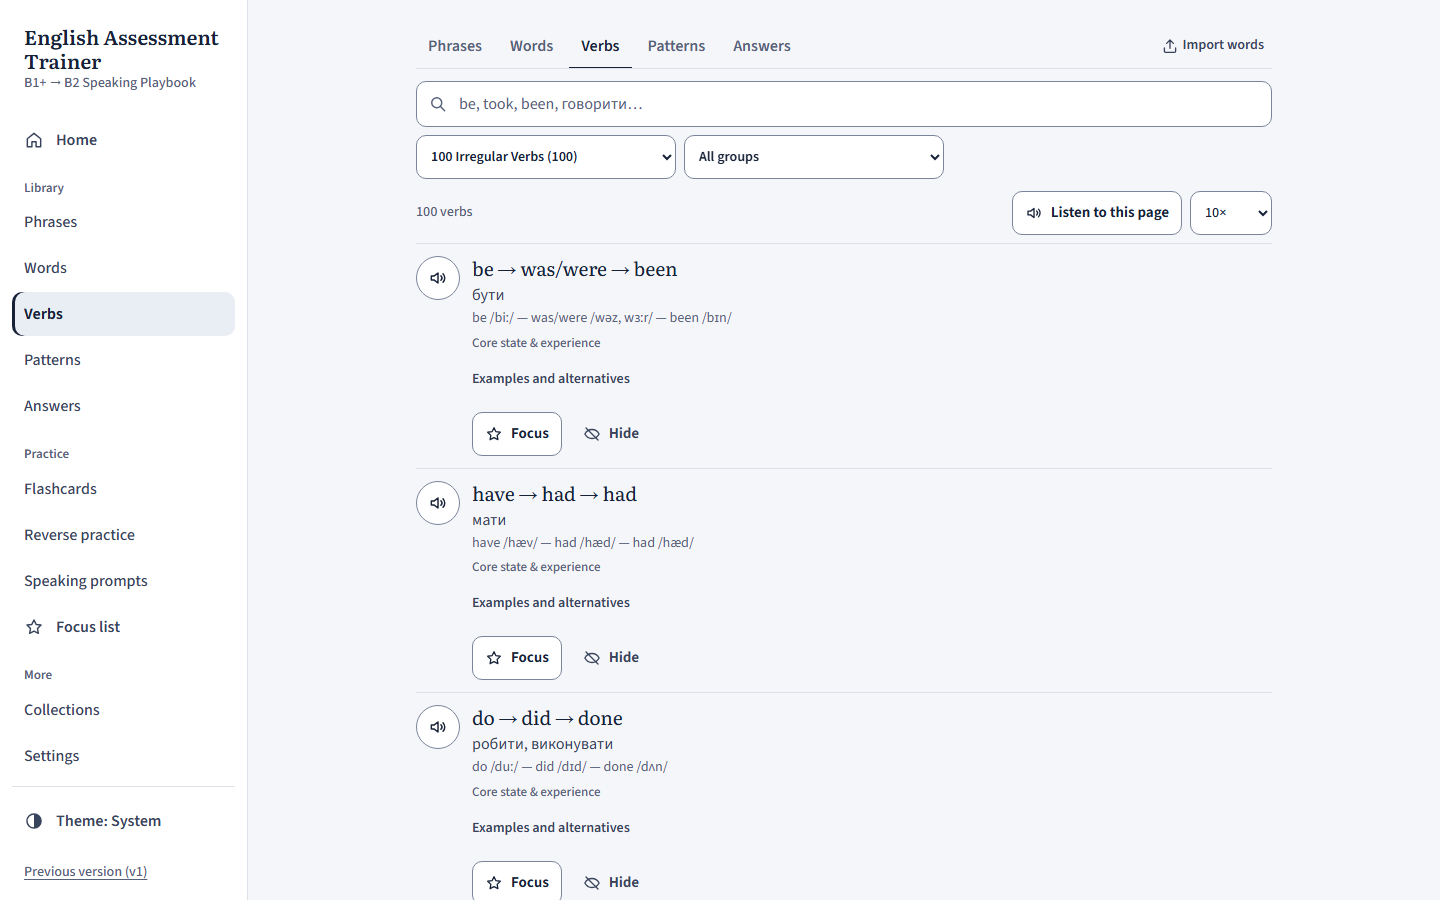 English Assessment
Trainer
B1+ → B2 Speaking Playbook
Home
Library
Phrases
Words
Verbs
Patterns
Answers
Practice
Flashcards
Reverse practice
Speaking prompts
Focus list
More
Collections
Settings
Theme: System
Previous version (v1)
Phrases Words Verbs Patterns Answers Import words
be, took, been, говорити…
100 Irregular Verbs (100) All groups
100 verbs Listen to this page 10×
be → was/were → been
бути
be /biː/ — was/were /wəz, wɜːr/ — been /bɪn/
Core state & experience
Examples and alternatives
Focus Hide
have → had → had
мати
have /hæv/ — had /hæd/ — had /hæd/
Core state & experience
Examples and alternatives
Focus Hide
do → did → done
робити, виконувати
do /duː/ — did /dɪd/ — done /dʌn/
Core state & experience
Examples and alternatives
Focus Hide